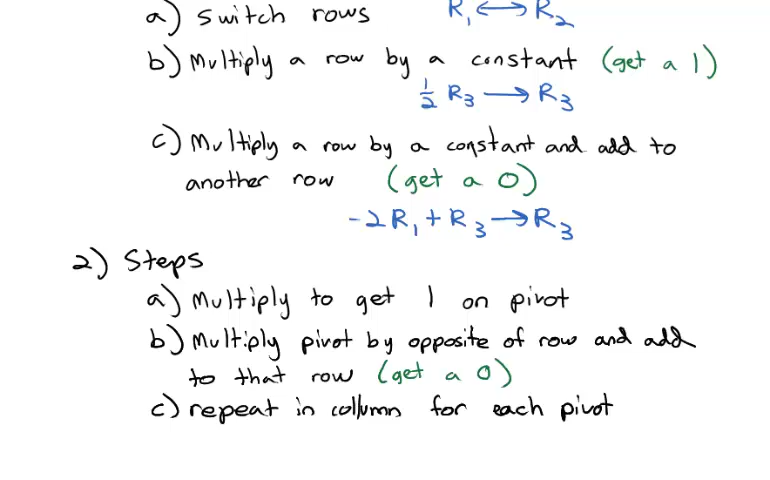 a) Switch rows R₁ ⟷ R₂
b) Multiply a row by a constant (get a 1)
½ R₃ ⟶ R₃
c) Multiply a row by a constant and add to
another row (get a 0)
-2R₁ + R₃ ⟶ R₃
2) Steps
a) Multiply to get 1 on pivot
b) Multiply pivot by opposite of row and add
to that row (get a 0)
c) repeat in collumn for each pivot